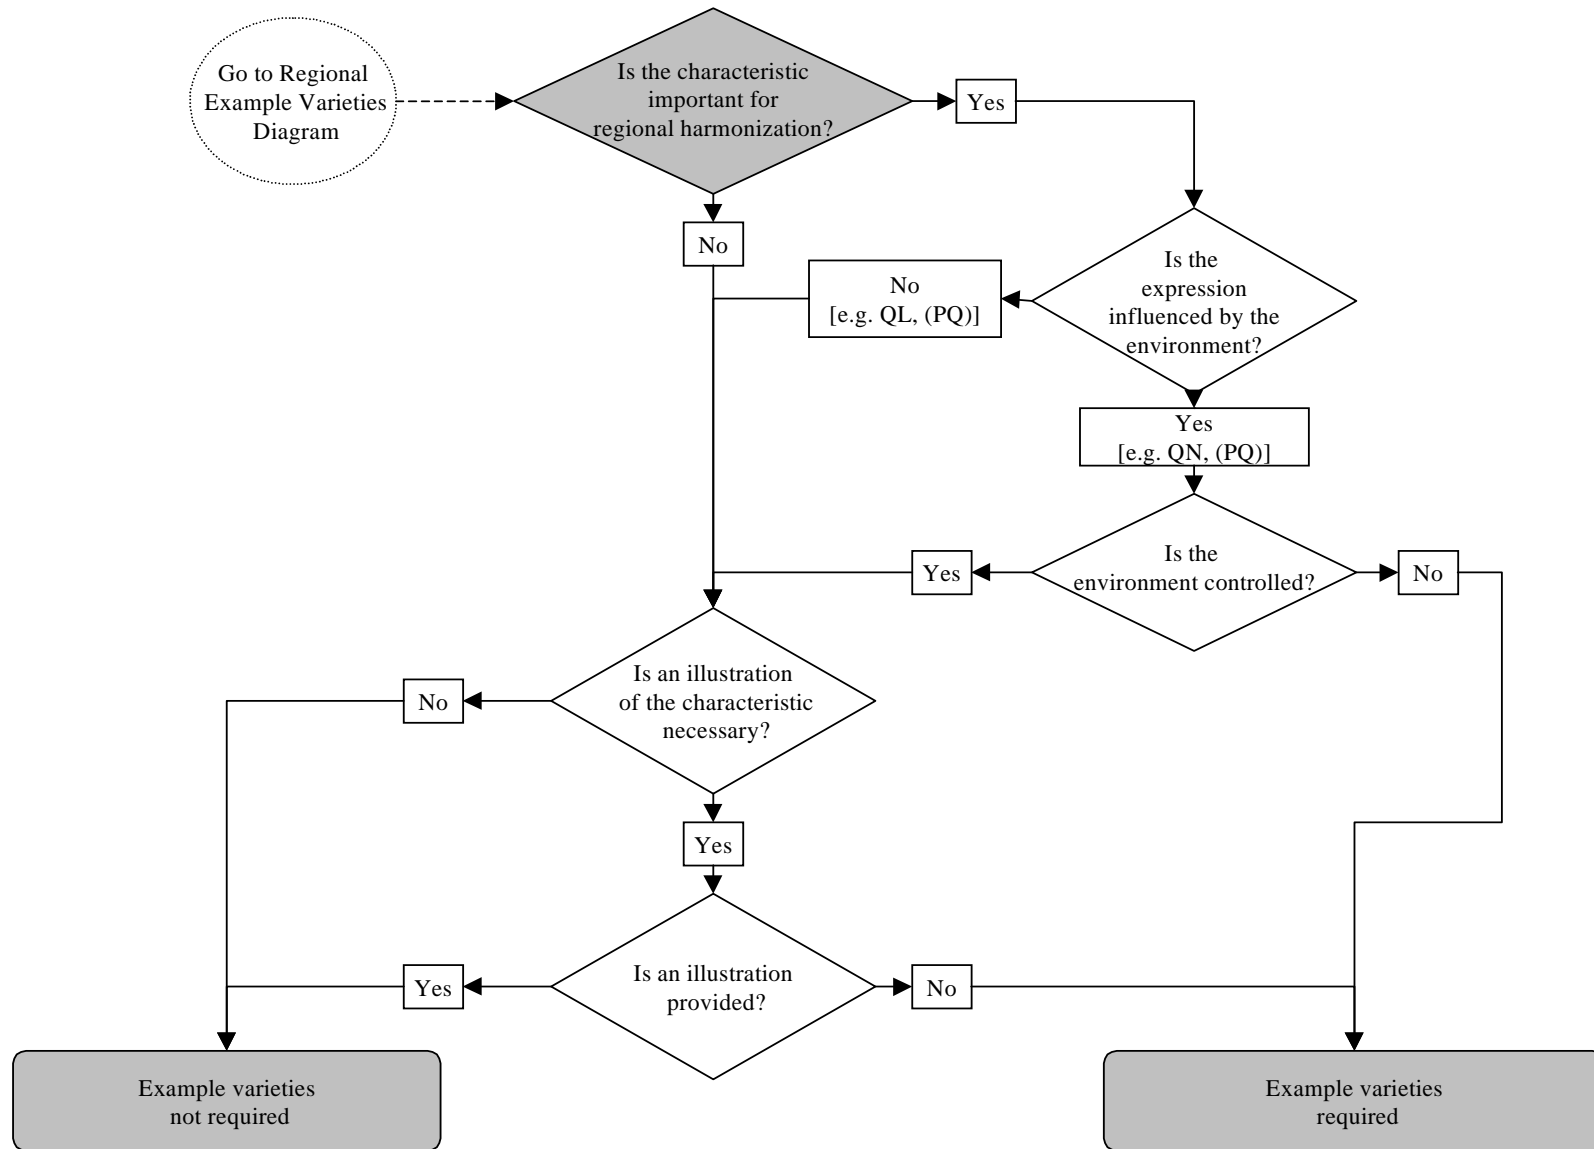 Go to Regional
Example Varieties
Diagram
Is the characteristic
important for
regional harmonization?
Yes
No
Is the
expression
influenced by the
environment?
No
[e.g. QL, (PQ)]
Yes
[e.g. QN, (PQ)]
Is the
environment controlled?
Yes
No
Is an illustration
of the characteristic
necessary?
No
Yes
Is an illustration
provided?
Yes
No
Example varieties
not required
Example varieties
required